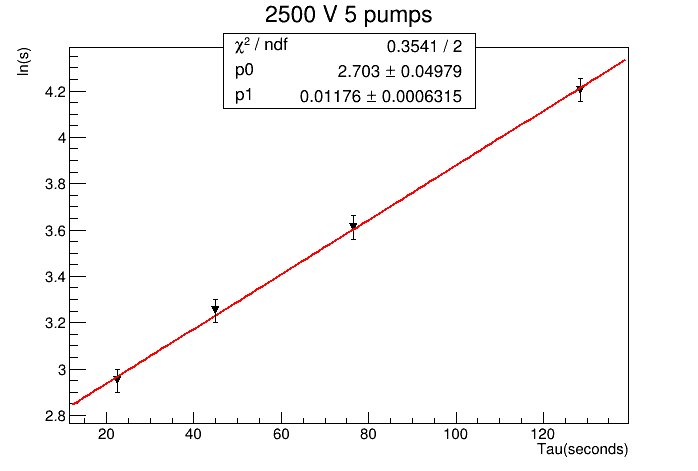 2500 V 5 pumps
χ² / ndf 0.3541 / 2
p0 2.703 ± 0.04979
p1 0.01176 ± 0.0006315
ln(s)
4.2
4
3.8
3.6
3.4
3.2
3
2.8
20 40 60 80 100 120
Tau(seconds)